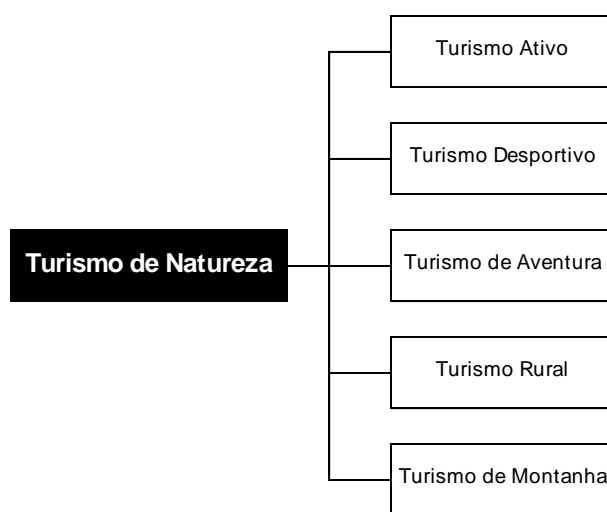 Turismo Ativo
Turismo Desportivo
Turismo de Natureza
Turismo de Aventura
Turismo Rural
Turismo de Montanha